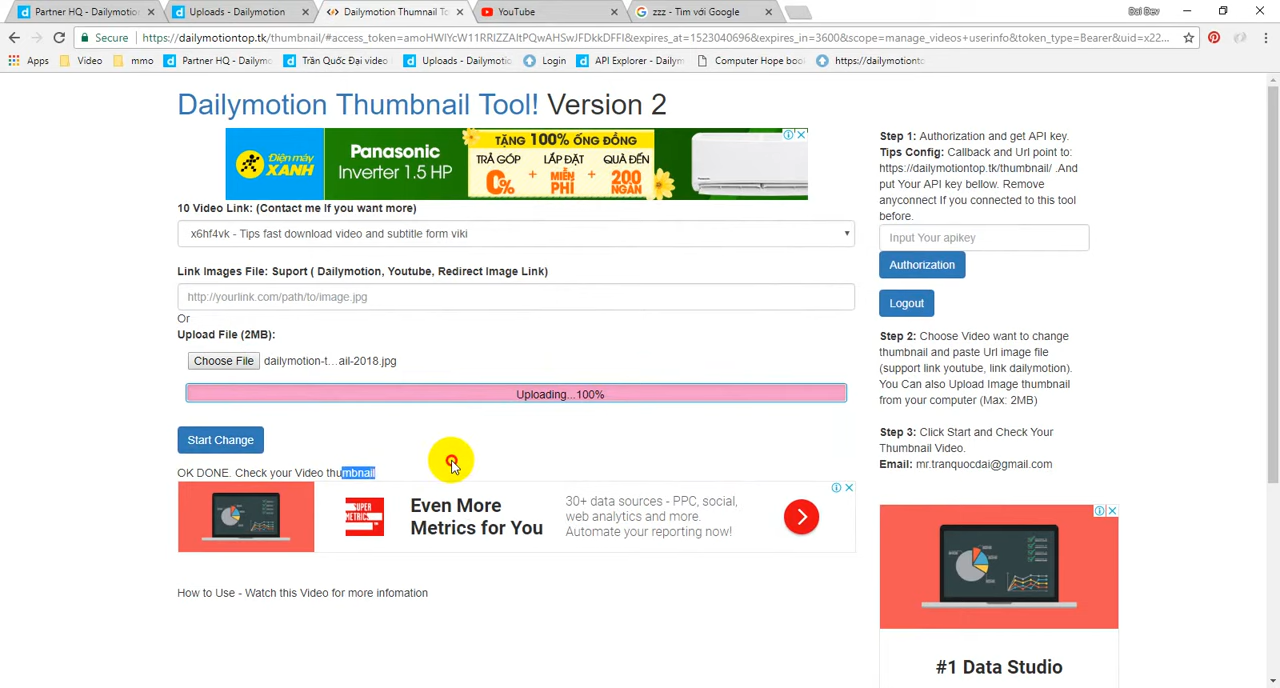 Partner HQ - Dailymotio
Uploads - Dailymotion
Dailymotion Thumnail To
YouTube
zzz - Tìm với Google
Đại Dev
Secure
https://dailymotiontop.tk/thumbnail/#access_token=amoHWlYcW11RRlZZAItPQwAHSwJFDkkDFFI&expires_at=1523040696&expires_in=3600&scope=manage_videos+userinfo&token_type=Bearer&uid=x22...
Apps
Video
mmo
Partner HQ - Dailymo
Trần Quốc Đại video
Uploads - Dailymotio
Login
API Explorer - Dailym
Computer Hope boo
https://dailymotionto
Dailymotion Thumbnail Tool! Version 2
Điện máy XANH
Panasonic
Inverter 1.5 HP
TẶNG 100% ỐNG ĐỒNG
TRẢ GÓP 0% + LẮP ĐẶT MIỄN PHÍ + QUÀ ĐẾN 200 NGÀN
10 Video Link: (Contact me If you want more)
x6hf4vk - Tips fast download video and subtitle form viki
Link Images File: Suport ( Dailymotion, Youtube, Redirect Image Link)
http://yourlink.com/path/to/image.jpg
Or
Upload File (2MB):
Choose File dailymotion-t...ail-2018.jpg
Uploading...100%
Start Change
OK DONE. Check your Video thumbnail
SUPER METRICS
Even More
Metrics for You
30+ data sources - PPC, social,
web analytics and more.
Automate your reporting now!
How to Use - Watch this Video for more infomation
Step 1: Authorization and get API key.
Tips Config: Callback and Url point to:
https://dailymotiontop.tk/thumbnail/ .And
put Your API key bellow. Remove
anyconnect If you connected to this tool
before.
Input Your apikey
Authorization
Logout
Step 2: Choose Video want to change
thumbnail and paste Url image file
(support link youtube, link dailymotion).
You Can also Upload Image thumbnail
from your computer (Max: 2MB)
Step 3: Click Start and Check Your
Thumbnail Video.
Email: mr.tranquocdai@gmail.com
#1 Data Studio